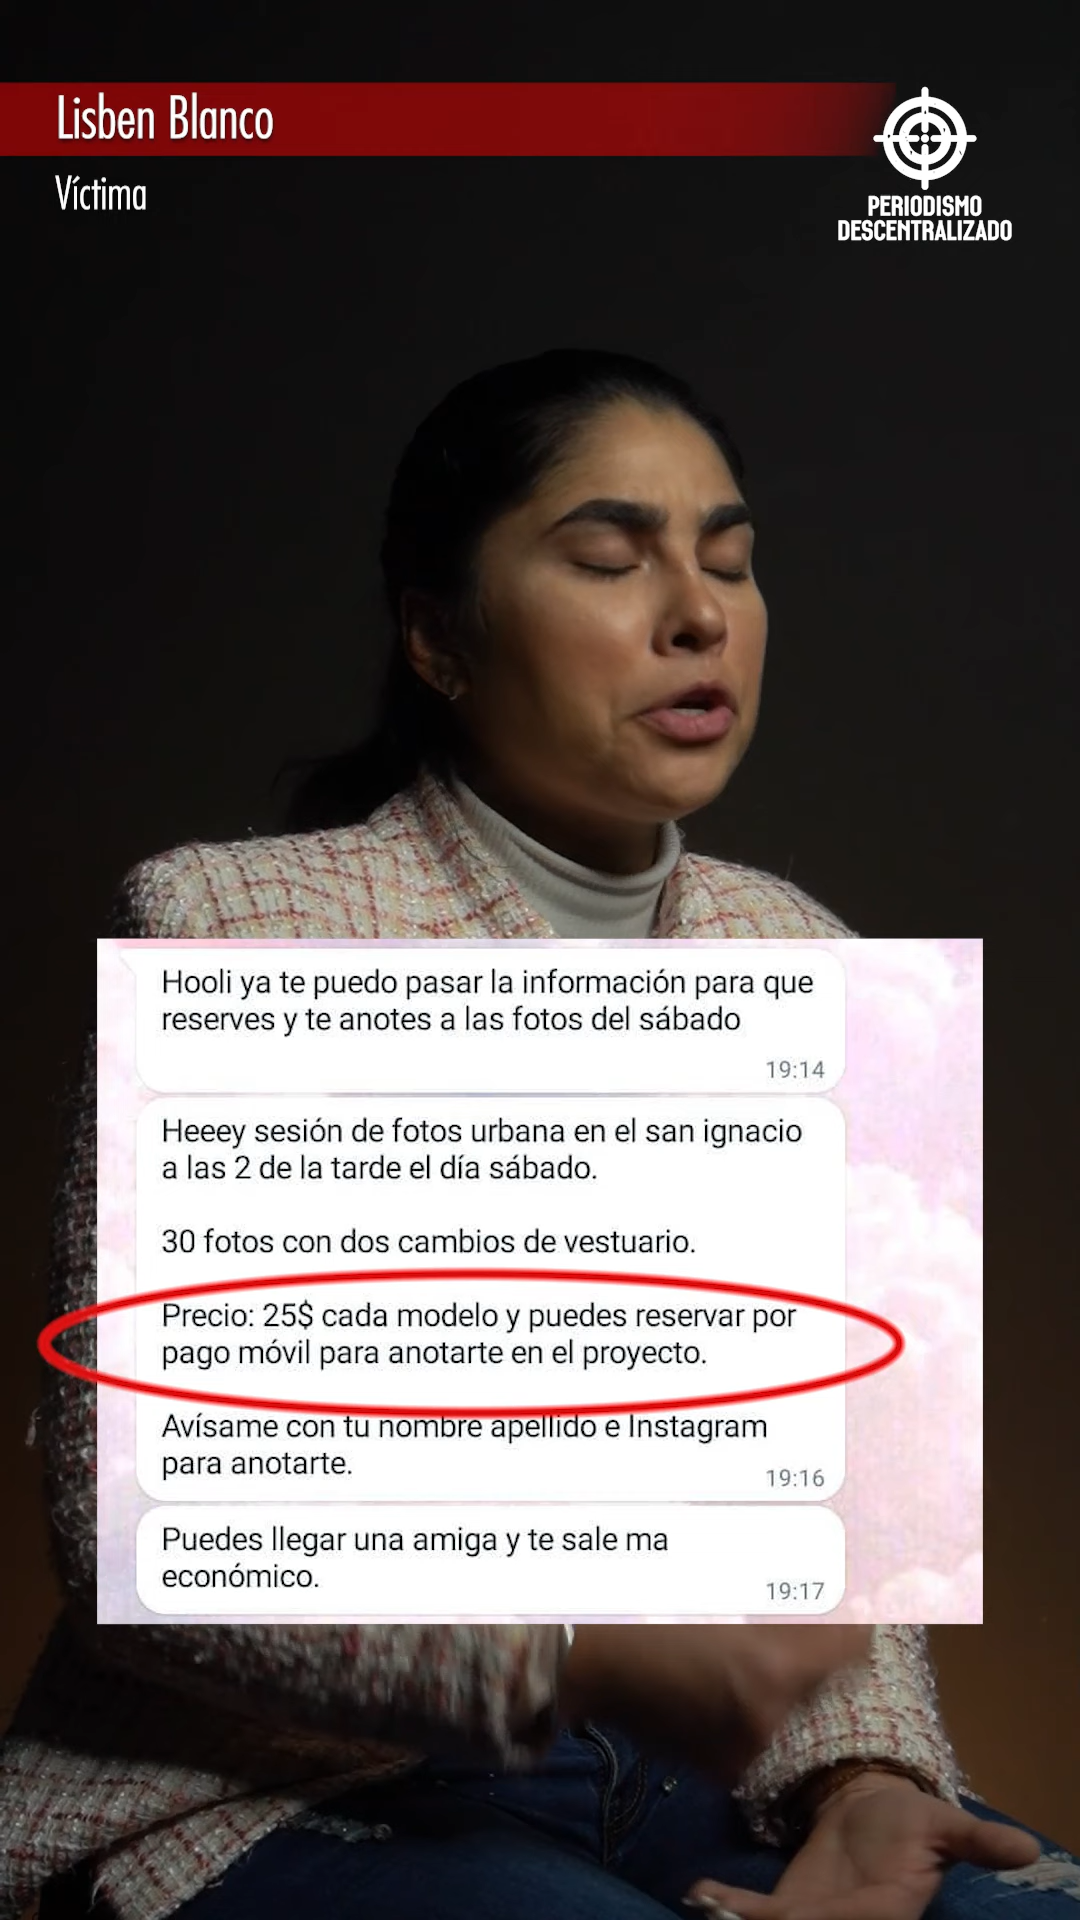 Lisben Blanco
Víctima
PERIODISMO
DESCENTRALIZADO
Hooli ya te puedo pasar la información para que
reserves y te anotes a las fotos del sábado
19:14
Heeey sesión de fotos urbana en el san ignacio
a las 2 de la tarde el día sábado.
30 fotos con dos cambios de vestuario.
Precio: 25$ cada modelo y puedes reservar por
pago móvil para anotarte en el proyecto.
Avísame con tu nombre apellido e Instagram
para anotarte.
19:16
Puedes llegar una amiga y te sale ma
económico.
19:17